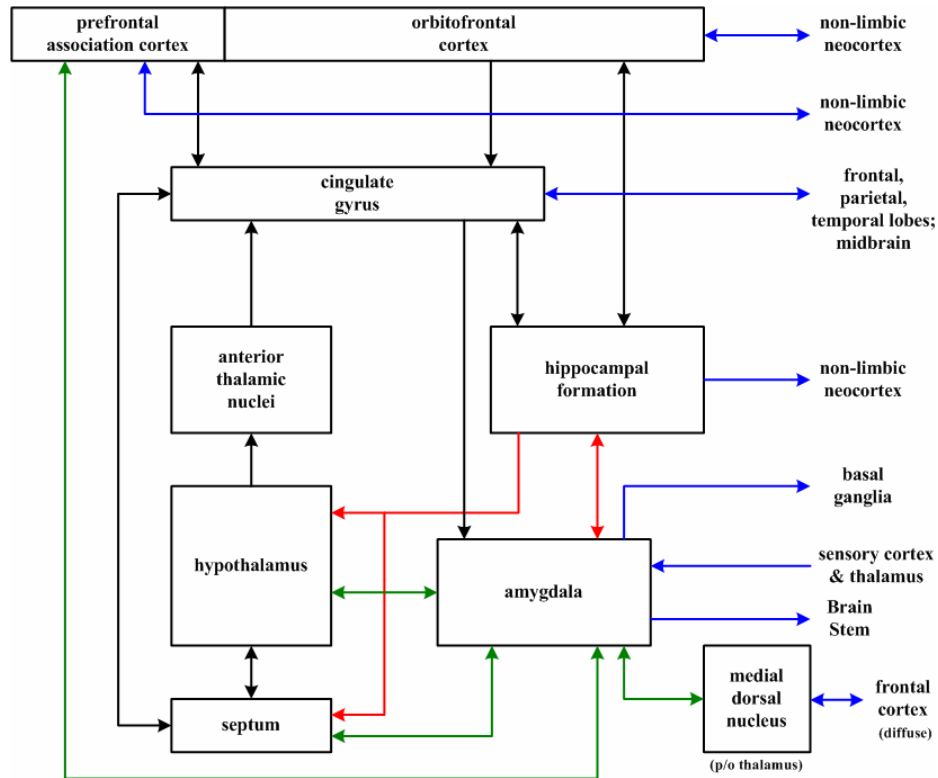 prefrontal
association cortex
orbitofrontal
cortex
non-limbic
neocortex
non-limbic
neocortex
cingulate
gyrus
frontal,
parietal,
temporal lobes;
midbrain
anterior
thalamic
nuclei
hippocampal
formation
non-limbic
neocortex
basal
ganglia
hypothalamus
amygdala
sensory cortex
& thalamus
Brain
Stem
medial
dorsal
nucleus
frontal
cortex
(diffuse)
septum
(p/o thalamus)